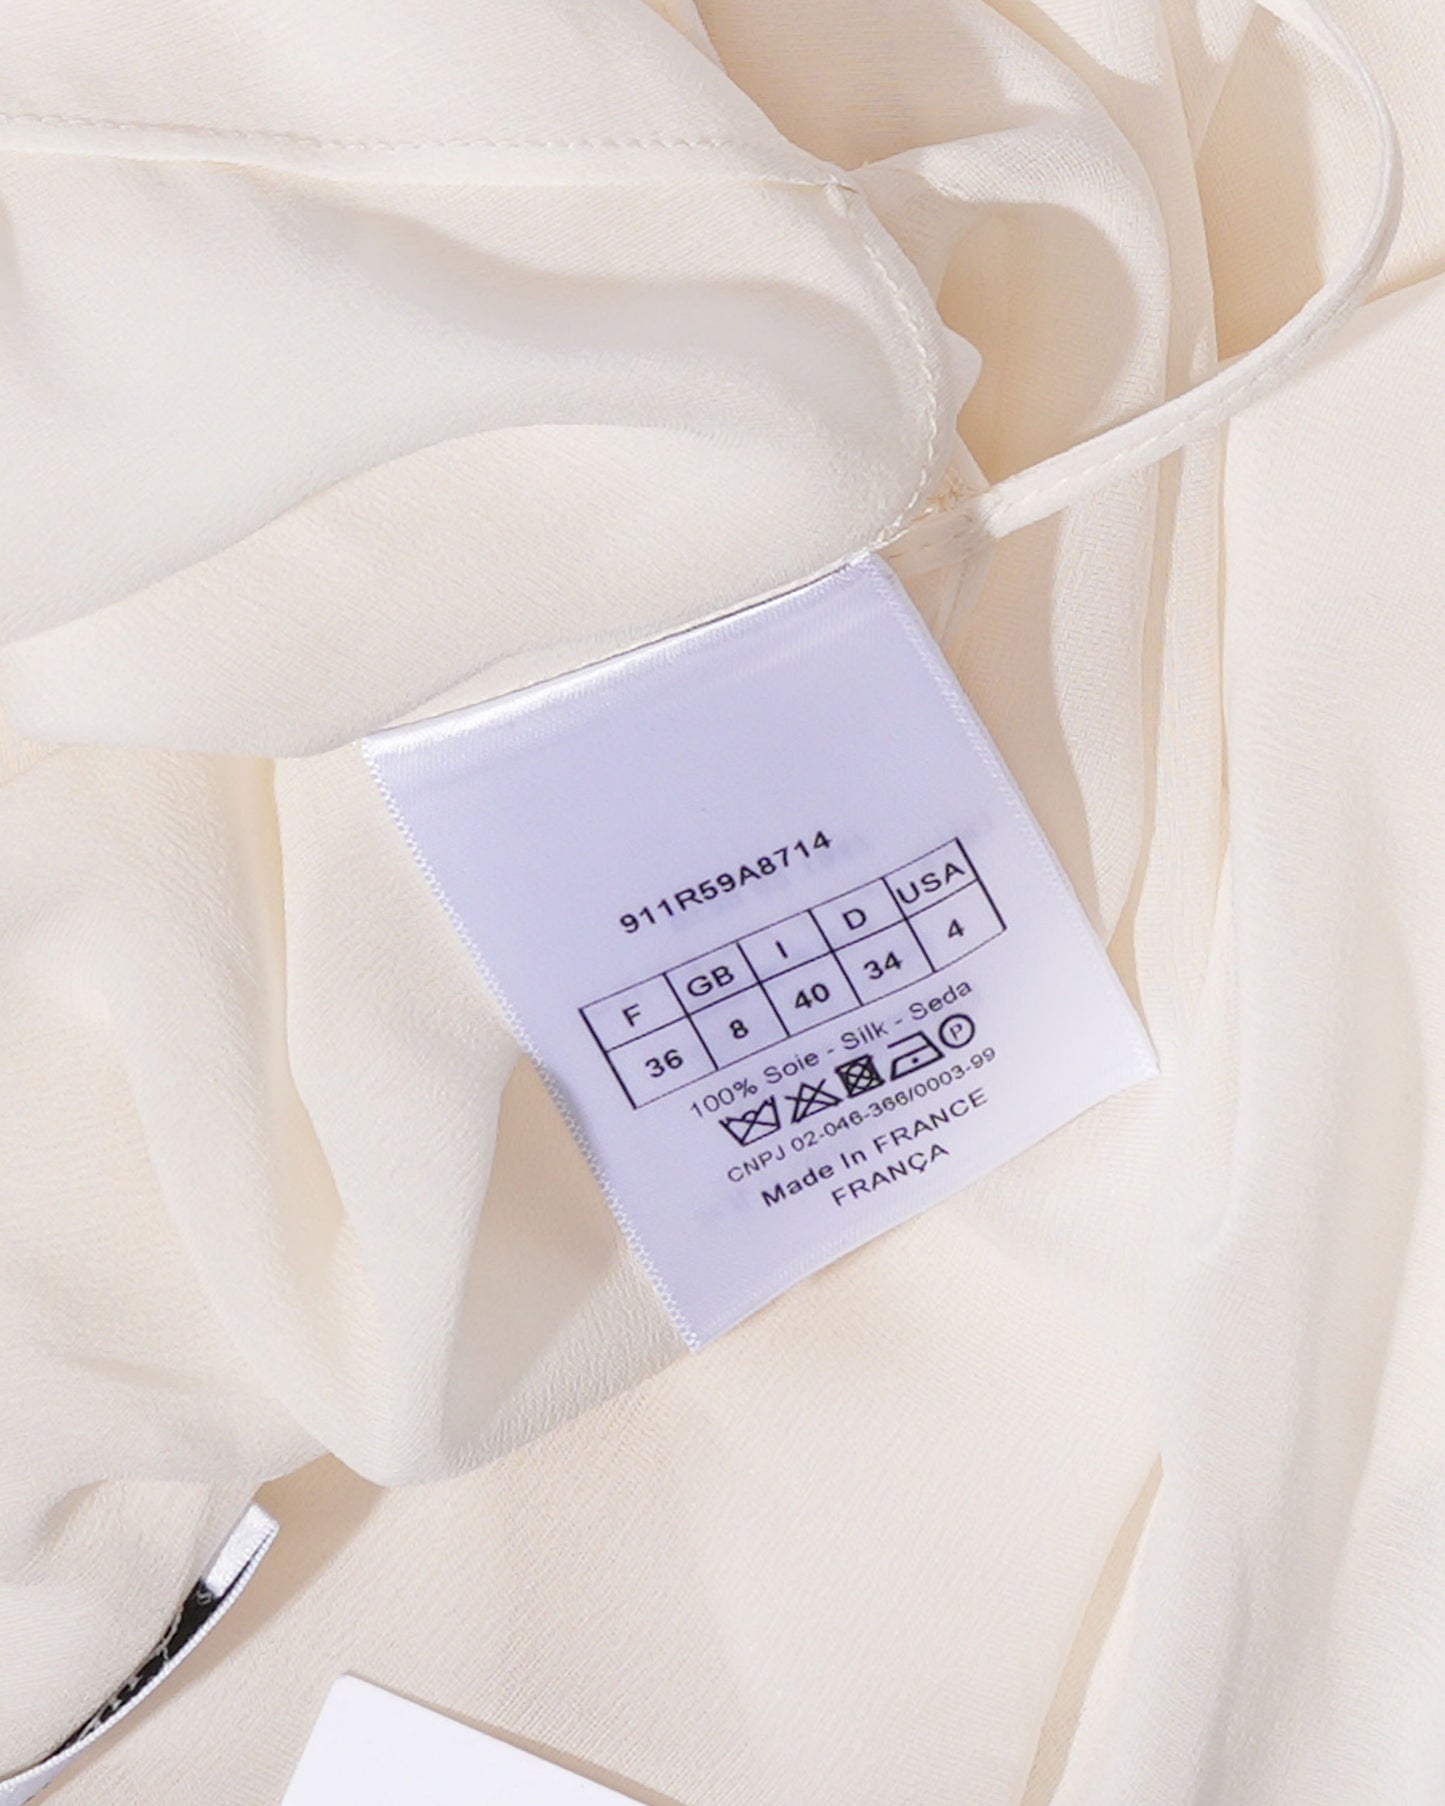 911R59A8714
F GB I D USA
36 8 40 34 4
100% Soie - Silk - Seda
P
CNPJ 02-046-366/0003-99
Made In FRANCE
FRANÇA